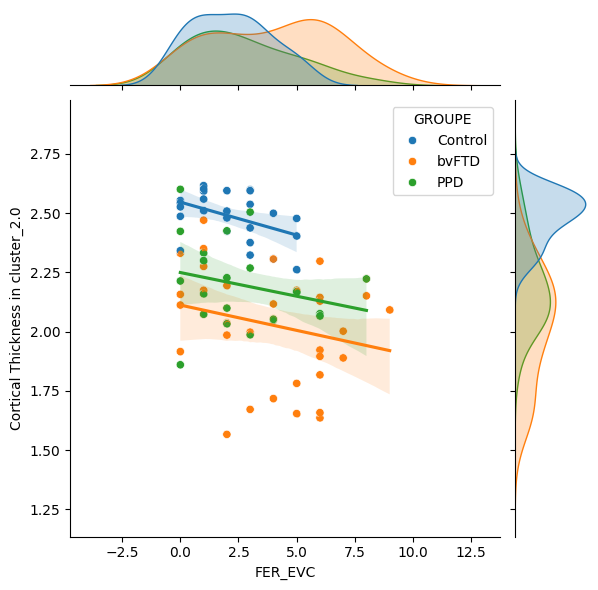 GROUPE
Control
bvFTD
PPD
2.75
2.50
2.25
2.00
1.75
1.50
1.25
Cortical Thickness in cluster_2.0
−2.5 0.0 2.5 5.0 7.5 10.0 12.5
FER_EVC